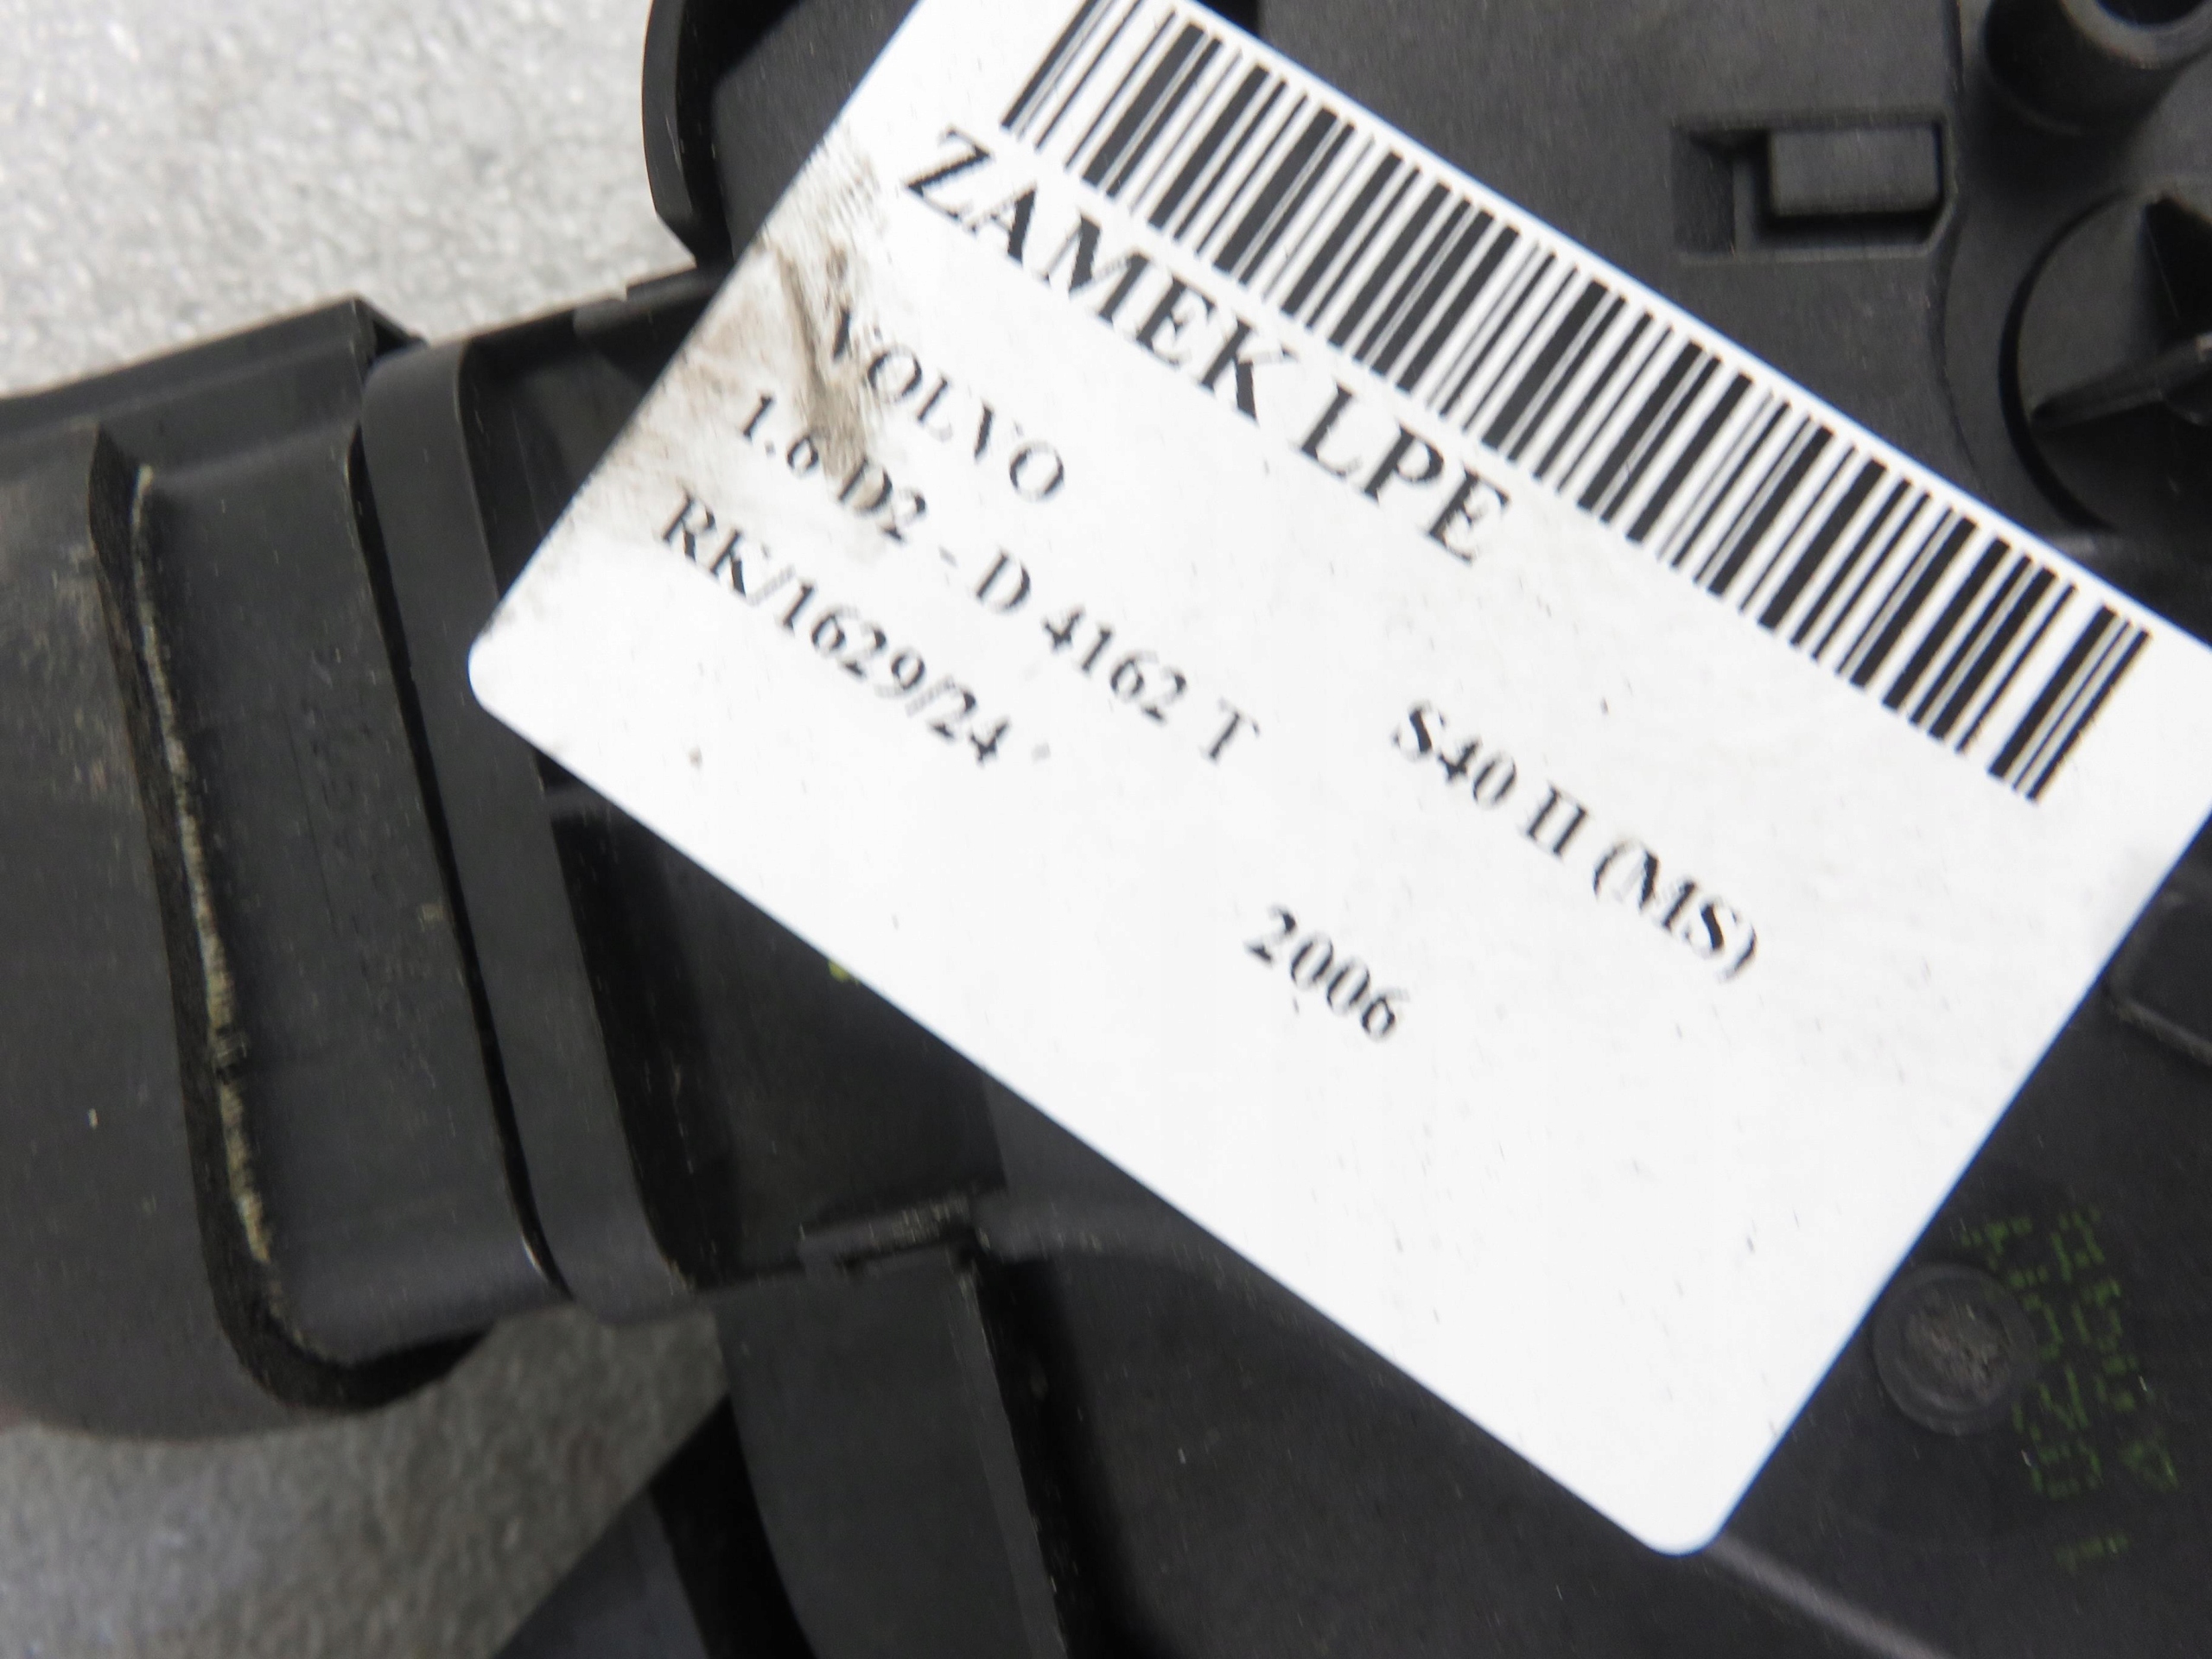 ZAMEK LPE
VOLVO
S40 II (MS)
1.6 D2 - D 4162 T
2006
RK/1629/24